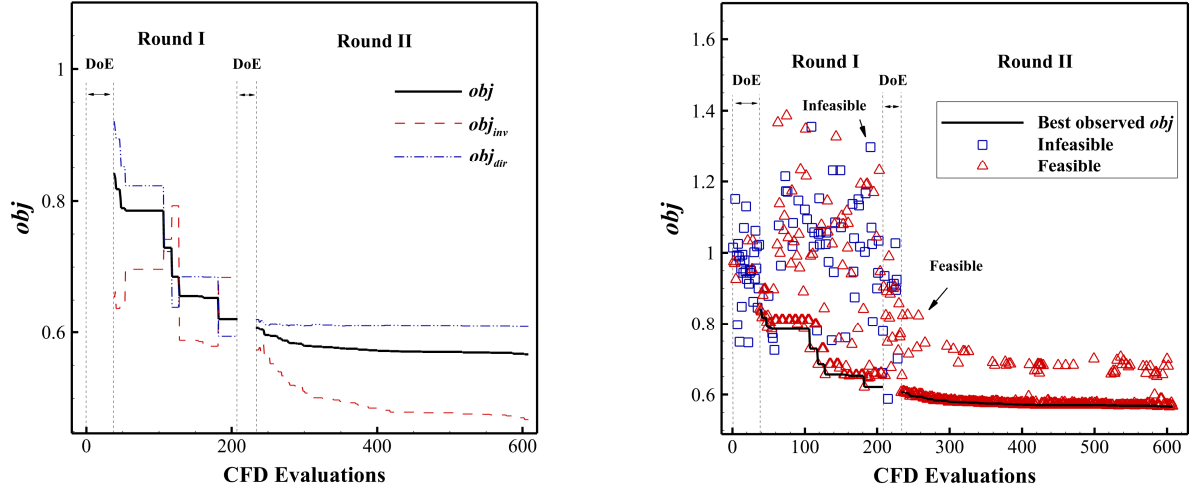 Round I
Round II
DoE
DoE
obj
obj_inv
obj_dir
1
0.8
0.6
obj
0
200
400
600
CFD Evaluations
1.6
1.4
1.2
1.0
0.8
0.6
obj
Round I
Round II
DoE
DoE
Infeasible
Feasible
Best observed obj
Infeasible
Feasible
0
100
200
300
400
500
600
CFD Evaluations